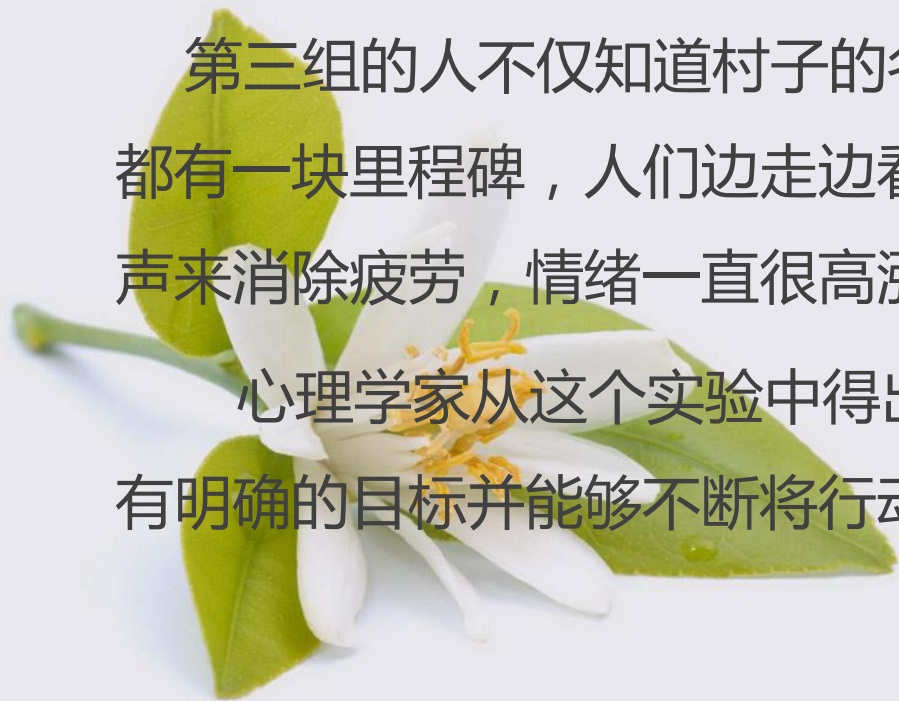 第三组的人不仅知道村子的
都有一块里程碑，人们边走边看
声来消除疲劳，情绪一直很高涨
心理学家从这个实验中得出
有明确的目标并能够不断将行动